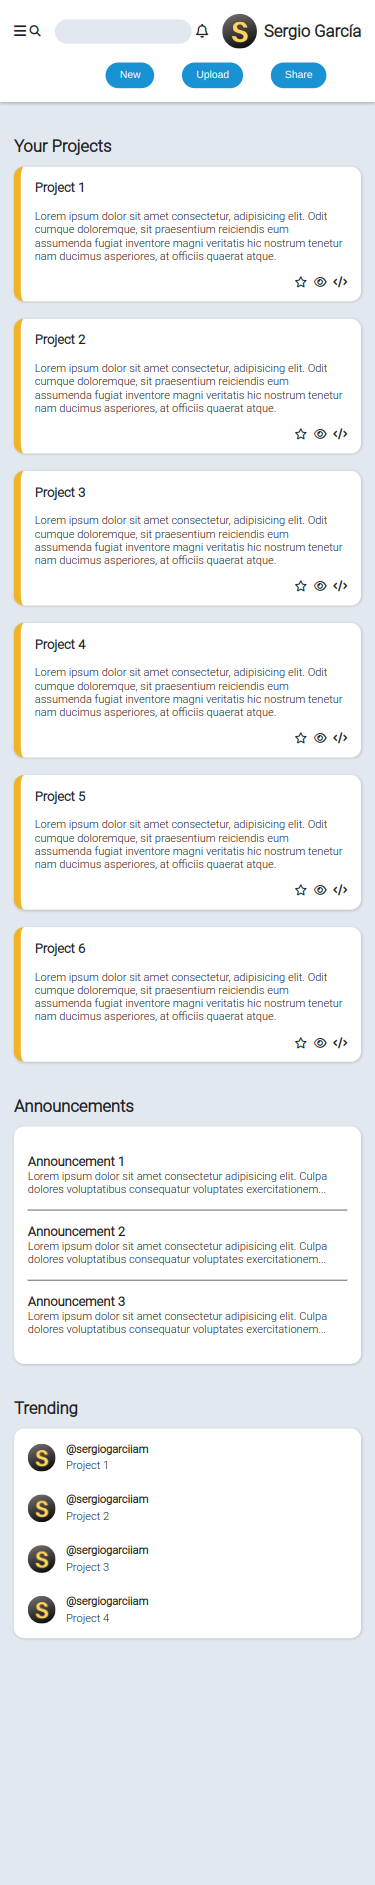 S Sergio García
New Upload Share
Your Projects
Project 1
Lorem ipsum dolor sit amet consectetur, adipisicing elit. Odit
cumque doloremque, sit praesentium reiciendis eum
assumenda fugiat inventore magni veritatis hic nostrum tenetur
nam ducimus asperiores, at officiis quaerat atque.
Project 2
Lorem ipsum dolor sit amet consectetur, adipisicing elit. Odit
cumque doloremque, sit praesentium reiciendis eum
assumenda fugiat inventore magni veritatis hic nostrum tenetur
nam ducimus asperiores, at officiis quaerat atque.
Project 3
Lorem ipsum dolor sit amet consectetur, adipisicing elit. Odit
cumque doloremque, sit praesentium reiciendis eum
assumenda fugiat inventore magni veritatis hic nostrum tenetur
nam ducimus asperiores, at officiis quaerat atque.
Project 4
Lorem ipsum dolor sit amet consectetur, adipisicing elit. Odit
cumque doloremque, sit praesentium reiciendis eum
assumenda fugiat inventore magni veritatis hic nostrum tenetur
nam ducimus asperiores, at officiis quaerat atque.
Project 5
Lorem ipsum dolor sit amet consectetur, adipisicing elit. Odit
cumque doloremque, sit praesentium reiciendis eum
assumenda fugiat inventore magni veritatis hic nostrum tenetur
nam ducimus asperiores, at officiis quaerat atque.
Project 6
Lorem ipsum dolor sit amet consectetur, adipisicing elit. Odit
cumque doloremque, sit praesentium reiciendis eum
assumenda fugiat inventore magni veritatis hic nostrum tenetur
nam ducimus asperiores, at officiis quaerat atque.
Announcements
Announcement 1
Lorem ipsum dolor sit amet consectetur adipisicing elit. Culpa
dolores voluptatibus consequatur voluptates exercitationem...
Announcement 2
Lorem ipsum dolor sit amet consectetur adipisicing elit. Culpa
dolores voluptatibus consequatur voluptates exercitationem...
Announcement 3
Lorem ipsum dolor sit amet consectetur adipisicing elit. Culpa
dolores voluptatibus consequatur voluptates exercitationem...
Trending
S
@sergiogarciiam
Project 1
S
@sergiogarciiam
Project 2
S
@sergiogarciiam
Project 3
S
@sergiogarciiam
Project 4